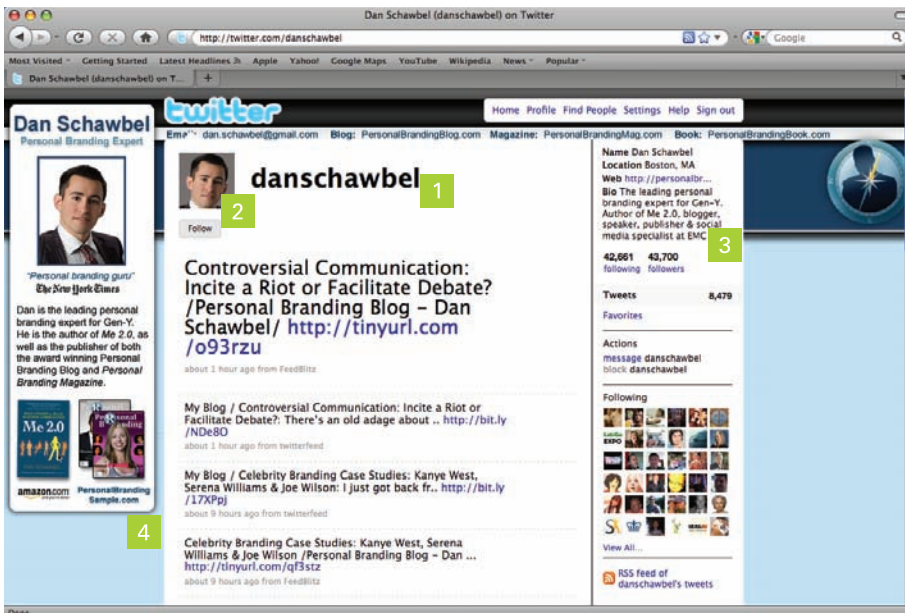 Dan Schawbel (danschawbel) on Twitter
http://twitter.com/danschawbel
Google
Most Visited Getting Started Latest Headlines Apple Yahoo! Google Maps YouTube Wikipedia News Popular
Dan Schawbel (danschawbel) on T...
+
twitter
Home Profile Find People Settings Help Sign out
dan.schawbel@gmail.com Blog: PersonalBrandingBlog.com Magazine: PersonalBrandingMag.com Book: PersonalBrandingBook.com
Dan Schawbel
Personal Branding Expert
"Personal branding guru"
The New York Times
Dan is the leading personal
branding expert for Gen-Y.
He is the author of Me 2.0, as
well as the publisher of both
the award winning Personal
Branding Blog and Personal
Branding Magazine.
Me 2.0
Personal
Branding
amazon.com
PersonalBranding
Sample.com
4
danschawbel
1
2
Follow
Controversial Communication:
Incite a Riot or Facilitate Debate?
/Personal Branding Blog – Dan
Schawbel/ http://tinyurl.com
/o93rzu
about 1 hour ago from FeedBlitz
My Blog / Controversial Communication: Incite a Riot or
Facilitate Debate?: There's an old adage about .. http://bit.ly
/NDe8O
about 1 hour ago from twitterfeed
My Blog / Celebrity Branding Case Studies: Kanye West,
Serena Williams & Joe Wilson: I just got back fr.. http://bit.ly
/17XPpj
about 9 hours ago from twitterfeed
Celebrity Branding Case Studies: Kanye West, Serena
Williams & Joe Wilson /Personal Branding Blog – Dan ...
http://tinyurl.com/qf3stz
about 9 hours ago from FeedBlitz
Name Dan Schawbel
Location Boston, MA
Web http://personalbr...
Bio The leading personal
branding expert for Gen-Y.
Author of Me 2.0, blogger,
speaker, publisher & social
media specialist at EMC
3
42,661 43,700
following followers
Tweets 8,479
Favorites
Actions
message danschawbel
block danschawbel
Following
EXPO
View All...
RSS feed of
danschawbel's tweets